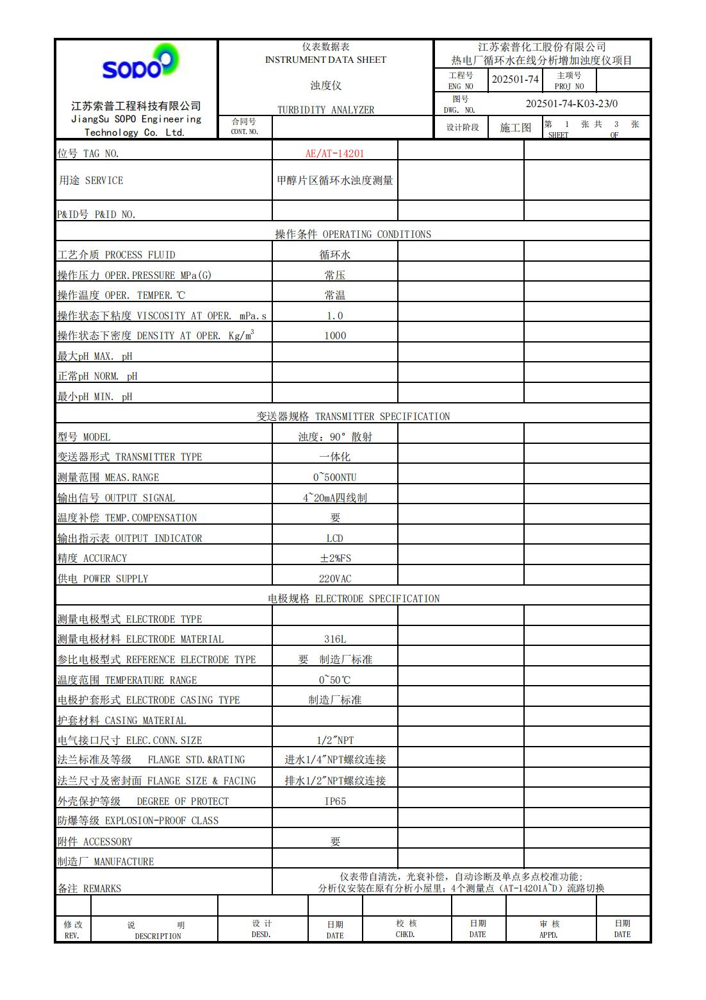 sopo
江苏索普工程科技有限公司
JiangSu SOPO Engineering
Technology Co. Ltd.
仪表数据表
INSTRUMENT DATA SHEET
浊度仪
TURBIDITY ANALYZER
合同号
CONT.NO.
江苏索普化工股份有限公司
热电厂循环水在线分析增加浊度仪项目
工程号 202501-74 主项号
ENG NO PROJ NO
图号 202501-74-K03-23/0
DWG. NO.
设计阶段 施工图 第 1 张 共 3 张
SHEET OF
位号 TAG NO. AE/AT-14201
用途 SERVICE 甲醇片区循环水浊度测量
P&ID号 P&ID NO.
操作条件 OPERATING CONDITIONS
工艺介质 PROCESS FLUID 循环水
操作压力 OPER.PRESSURE MPa(G) 常压
操作温度 OPER. TEMPER.℃ 常温
操作状态下粘度 VISCOSITY AT OPER. mPa.s 1.0
操作状态下密度 DENSITY AT OPER. Kg/m³ 1000
最大pH MAX. pH
正常pH NORM. pH
最小pH MIN. pH
变送器规格 TRANSMITTER SPECIFICATION
型号 MODEL 浊度：90°散射
变送器形式 TRANSMITTER TYPE 一体化
测量范围 MEAS.RANGE 0~500NTU
输出信号 OUTPUT SIGNAL 4~20mA四线制
温度补偿 TEMP.COMPENSATION 要
输出指示表 OUTPUT INDICATOR LCD
精度 ACCURACY ±2%FS
供电 POWER SUPPLY 220VAC
电极规格 ELECTRODE SPECIFICATION
测量电极型式 ELECTRODE TYPE
测量电极材料 ELECTRODE MATERIAL 316L
参比电极型式 REFERENCE ELECTRODE TYPE 要 制造厂标准
温度范围 TEMPERATURE RANGE 0~50℃
电极护套形式 ELECTRODE CASING TYPE 制造厂标准
护套材料 CASING MATERIAL
电气接口尺寸 ELEC.CONN.SIZE 1/2"NPT
法兰标准及等级 FLANGE STD.&RATING 进水1/4"NPT螺纹连接
法兰尺寸及密封面 FLANGE SIZE & FACING 排水1/2"NPT螺纹连接
外壳保护等级 DEGREE OF PROTECT IP65
防爆等级 EXPLOSION-PROOF CLASS
附件 ACCESSORY 要
制造厂 MANUFACTURE
仪表带自清洗，光衰补偿，自动诊断及单点多点校准功能；
备注 REMARKS 分析仪安装在原有分析小屋里；4个测量点（AT-14201A~D）流路切换
修 改 说 明 设 计 日期 校 核 日期 审 核 日期
REV. DESCRIPTION DESD. DATE CHKD. DATE APPD. DATE